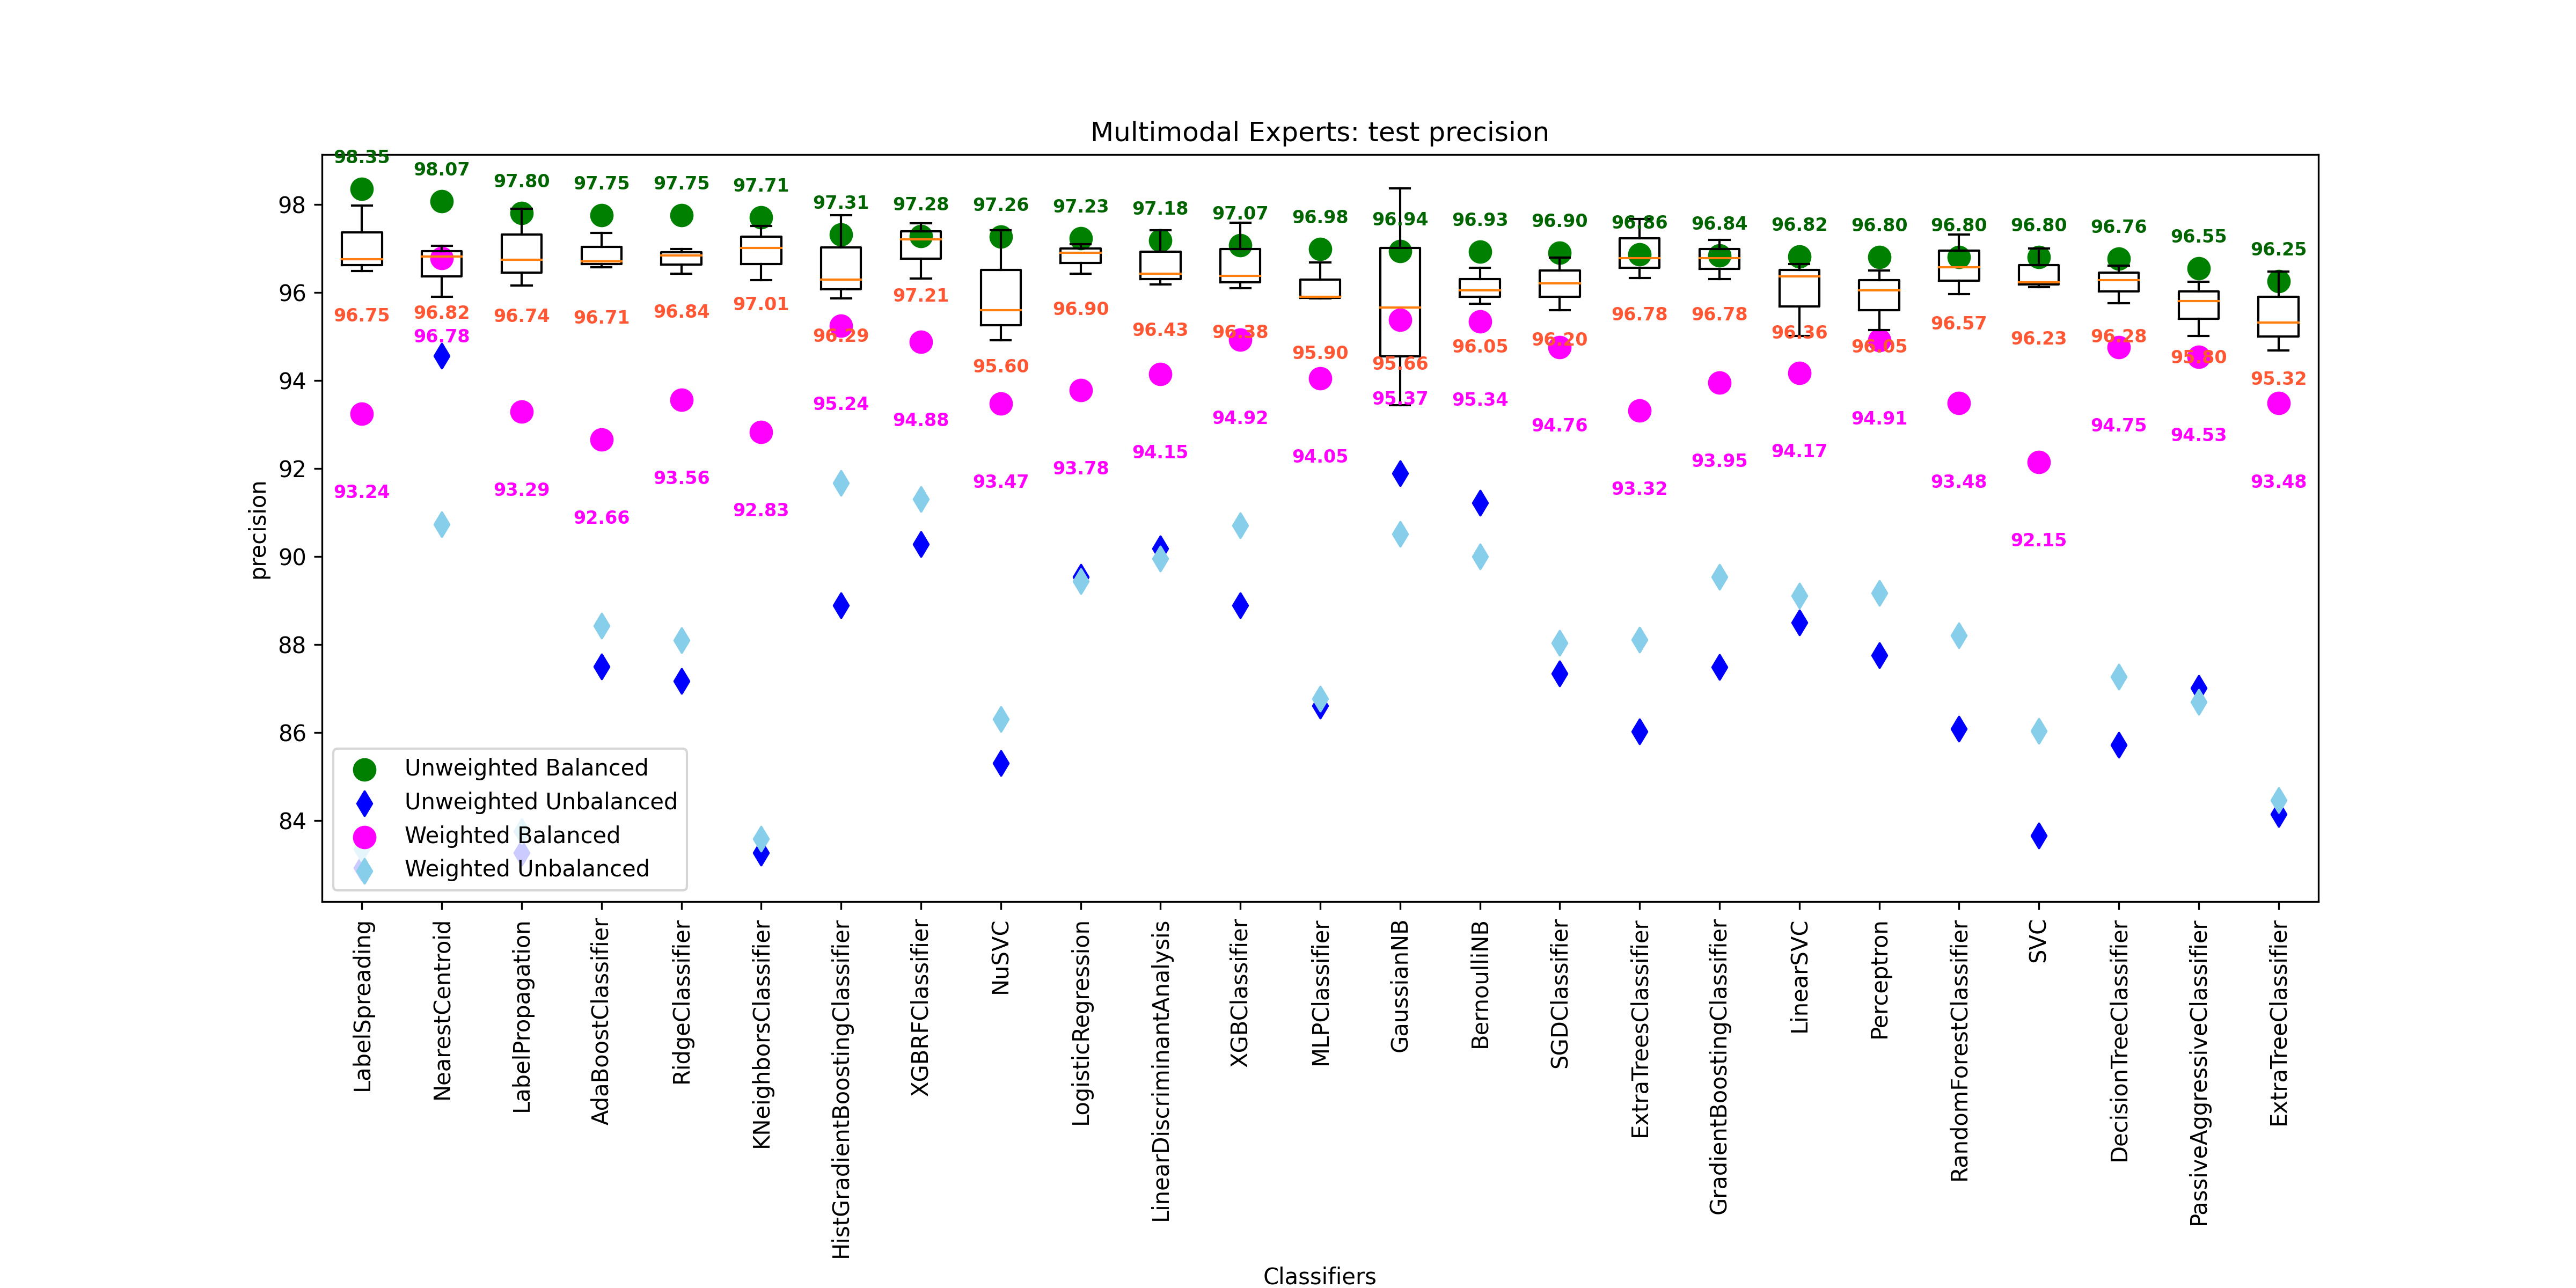 Multimodal Experts: test precision
98.35
98.07
97.80
97.75
97.75
97.71
97.31
97.28
97.26
97.23
97.18
97.07
96.98
96.94
96.93
96.90
96.86
96.84
96.82
96.80
96.80
96.80
96.76
96.55
96.25
96.75
96.82
96.74
96.71
96.84
97.01
96.29
97.21
95.60
96.90
96.43
96.38
95.90
95.66
96.05
96.20
96.78
96.78
96.36
96.05
96.57
96.23
96.28
95.80
95.32
93.24
96.78
93.29
92.66
93.56
92.83
95.24
94.88
93.47
93.78
94.15
94.92
94.05
95.37
95.34
94.76
93.32
93.95
94.17
94.91
93.48
92.15
94.75
94.53
93.48
precision
98
96
94
92
90
88
86
84
Unweighted Balanced
Unweighted Unbalanced
Weighted Balanced
Weighted Unbalanced
LabelSpreading
NearestCentroid
LabelPropagation
AdaBoostClassifier
RidgeClassifier
KNeighborsClassifier
HistGradientBoostingClassifier
XGBRFClassifier
NuSVC
LogisticRegression
LinearDiscriminantAnalysis
XGBClassifier
MLPClassifier
GaussianNB
BernoulliNB
SGDClassifier
ExtraTreesClassifier
GradientBoostingClassifier
LinearSVC
Perceptron
RandomForestClassifier
SVC
DecisionTreeClassifier
PassiveAggressiveClassifier
ExtraTreeClassifier
Classifiers